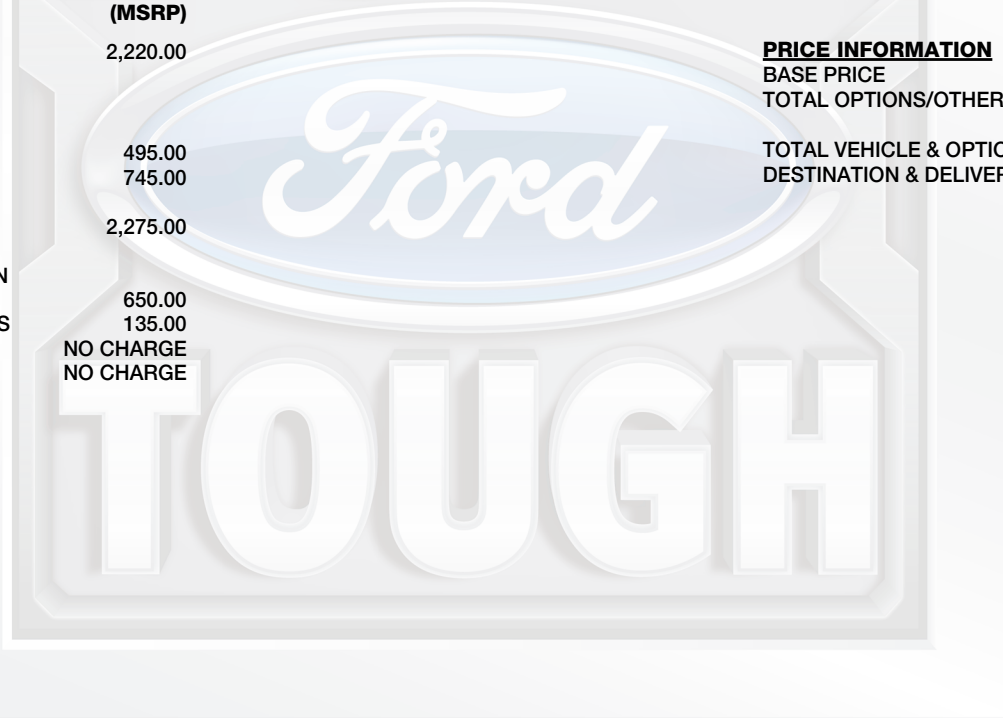 (MSRP)
2,220.00
495.00
745.00
2,275.00
N
650.00
S 135.00
NO CHARGE
NO CHARGE
PRICE INFORMATION
BASE PRICE
TOTAL OPTIONS/OTHER
TOTAL VEHICLE & OPTIO
DESTINATION & DELIVER
Ford
TOUGH